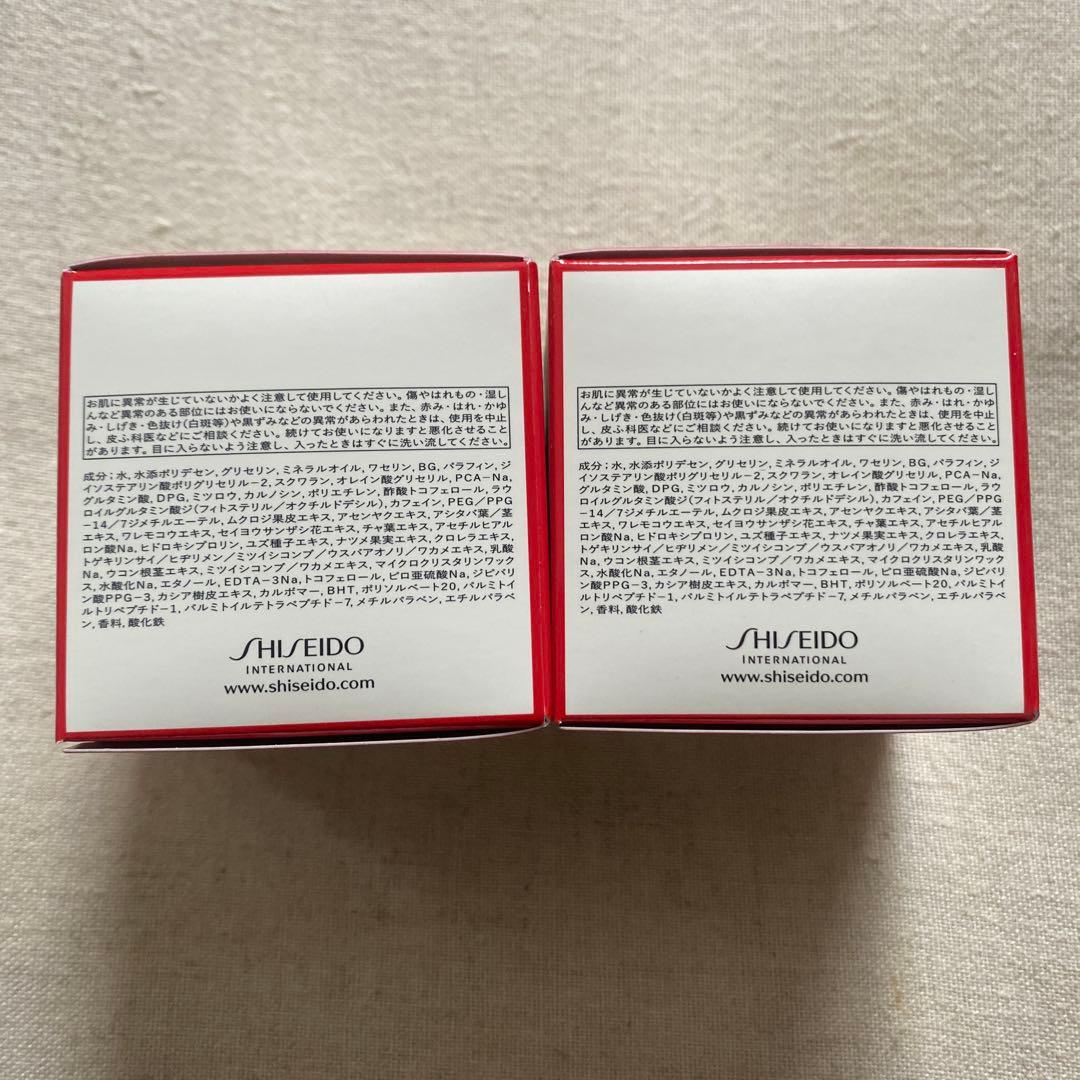 お肌に異常が生じていないかよく注意して使用してください。傷やはれもの・湿し
んなど異常のある部位にはお使いにならないでください。また、赤み・はれ・かゆ
み・しげき・色抜け(白斑等)や黒ずみなどの異常があらわれたときは、使用を中止
し、皮ふ科医などにご相談ください。続けてお使いになりますと悪化させることが
あります。目に入らないよう注意し、入ったときはすぐに洗い流してください。
成分:水, 水添ポリデセン, グリセリン, ミネラルオイル, ワセリン, BG, パラフィン, ジ
イソステアリン酸ポリグリセリル-2, スクワラン, オレイン酸グリセリル, PCA-Na,
グルタミン酸, DPG, ミツロウ, カルノシン, ポリエチレン, 酢酸トコフェロール, ラウ
ロイルグルタミン酸ジ(フィトステリル/オクチルドデシル), カフェイン, PEG/PPG
-14/7ジメチルエーテル, ムクロジ果皮エキス, アセンヤクエキス, アシタバ葉/茎
エキス, ワレモコウエキス, セイヨウサンザシ花エキス, チャ葉エキス, アセチルヒアル
ロン酸Na, ヒドロキシプロリン, ユズ種子エキス, ナツメ果実エキス, クロレラエキス,
トゲキリンサイ/ヒヂリメン/ミツイシコンブ/ウスバアオノリ/ワカメエキス, 乳酸
Na, ウコン根茎エキス, ミツイシコンブ/ワカメエキス, マイクロクリスタリンワック
ス, 水酸化Na, エタノール, EDTA-3Na, トコフェロール, ピロ亜硫酸Na, ジピバリ
ン酸PPG-3, カシア樹皮エキス, カルボマー, BHT, ポリソルベート20, パルミトイ
ルトリペプチド-1, パルミトイルテトラペプチド-7, メチルパラベン, エチルパラベ
ン, 香料, 酸化鉄
SHISEIDO
INTERNATIONAL
www.shiseido.com
お肌に異常が生じていないかよく注意して使用してください。傷やはれもの・湿し
んなど異常のある部位にはお使いにならないでください。また、赤み・はれ・かゆ
み・しげき・色抜け(白斑等)や黒ずみなどの異常があらわれたときは、使用を中止
し、皮ふ科医などにご相談ください。続けてお使いになりますと悪化させることが
あります。目に入らないよう注意し、入ったときはすぐに洗い流してください。
成分:水, 水添ポリデセン, グリセリン, ミネラルオイル, ワセリン, BG, パラフィン, ジ
イソステアリン酸ポリグリセリル-2, スクワラン, オレイン酸グリセリル, PCA-Na,
グルタミン酸, DPG, ミツロウ, カルノシン, ポリエチレン, 酢酸トコフェロール, ラウ
ロイルグルタミン酸ジ(フィトステリル/オクチルドデシル), カフェイン, PEG/PPG
-14/7ジメチルエーテル, ムクロジ果皮エキス, アセンヤクエキス, アシタバ葉/茎
エキス, ワレモコウエキス, セイヨウサンザシ花エキス, チャ葉エキス, アセチルヒアル
ロン酸Na, ヒドロキシプロリン, ユズ種子エキス, ナツメ果実エキス, クロレラエキス,
トゲキリンサイ/ヒヂリメン/ミツイシコンブ/ウスバアオノリ/ワカメエキス, 乳酸
Na, ウコン根茎エキス, ミツイシコンブ/ワカメエキス, マイクロクリスタリンワック
ス, 水酸化Na, エタノール, EDTA-3Na, トコフェロール, ピロ亜硫酸Na, ジピバリ
ン酸PPG-3, カシア樹皮エキス, カルボマー, BHT, ポリソルベート20, パルミトイ
ルトリペプチド-1, パルミトイルテトラペプチド-7, メチルパラベン, エチルパラベ
ン, 香料, 酸化鉄
SHISEIDO
INTERNATIONAL
www.shiseido.com